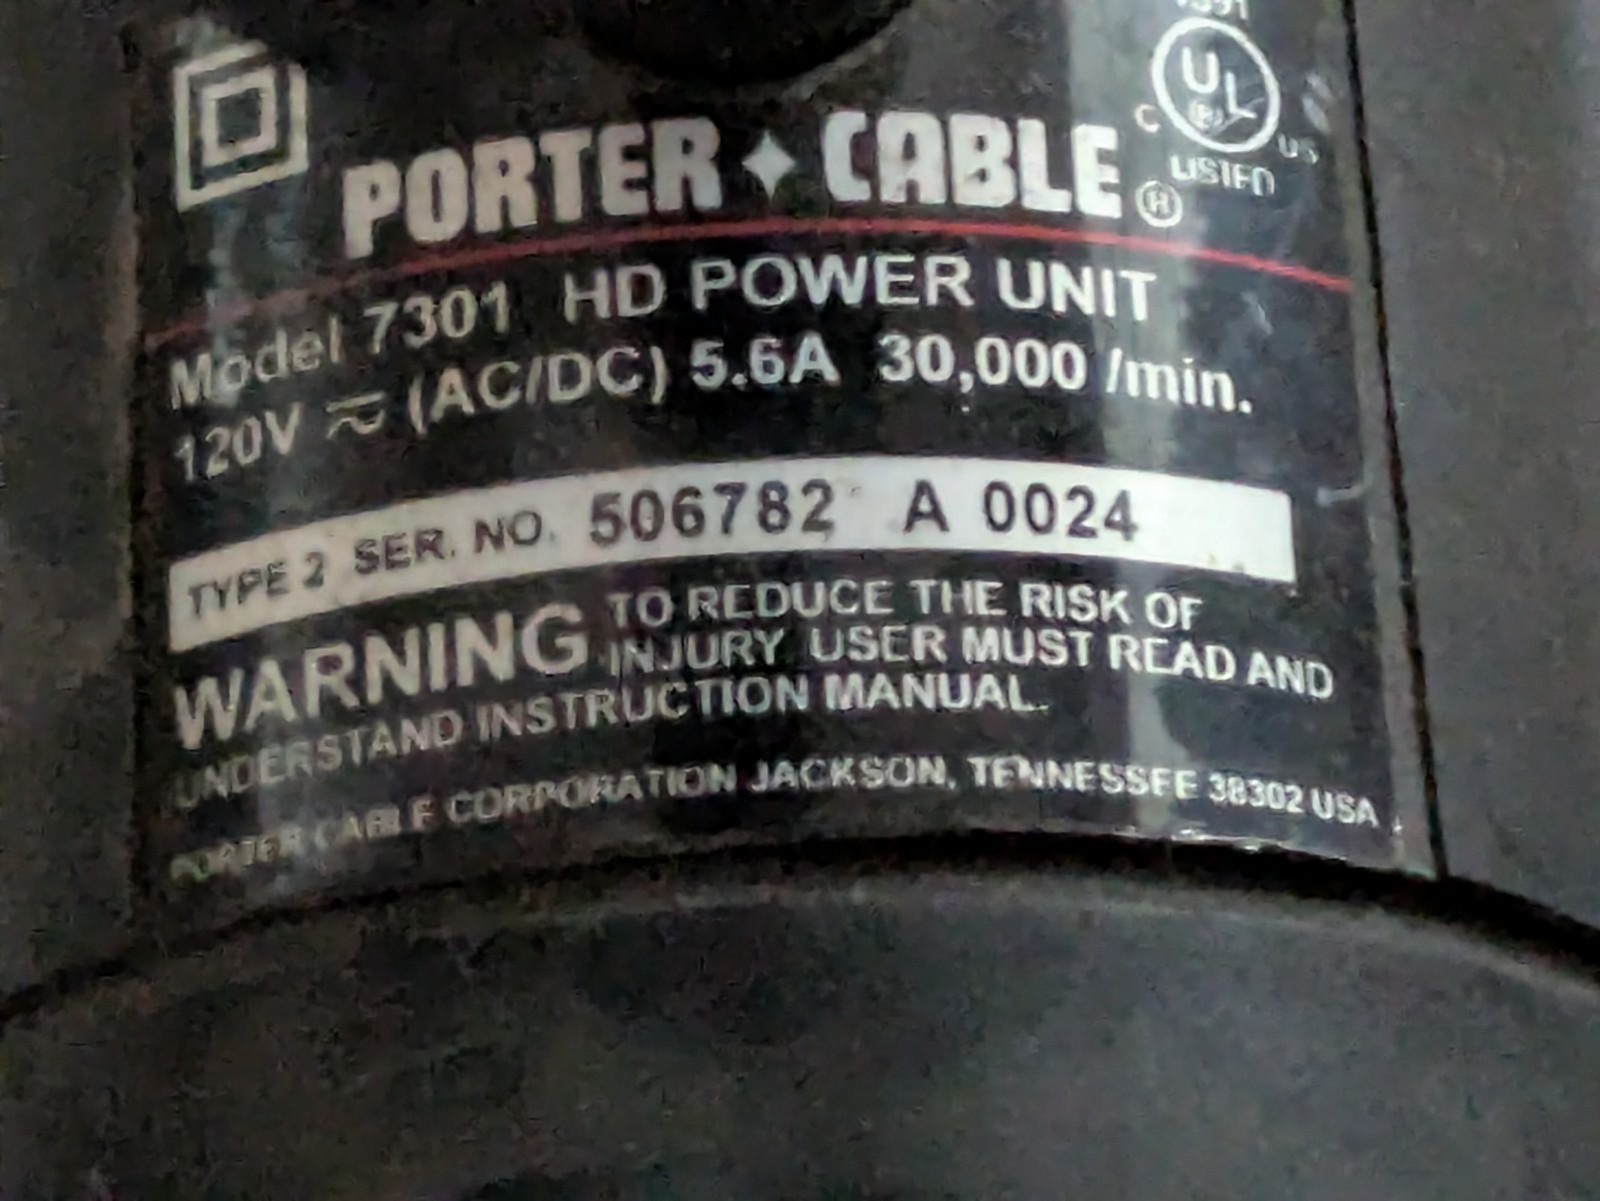 UL
C US
LISTED
PORTER CABLE ®
Model 7301 HD POWER UNIT
120V (AC/DC) 5.6A 30,000 /min.
TYPE 2 SER. NO. 506782 A 0024
WARNING TO REDUCE THE RISK OF
INJURY USER MUST READ AND
UNDERSTAND INSTRUCTION MANUAL.
PORTER CABLE CORPORATION JACKSON, TENNESSEE 38302 USA